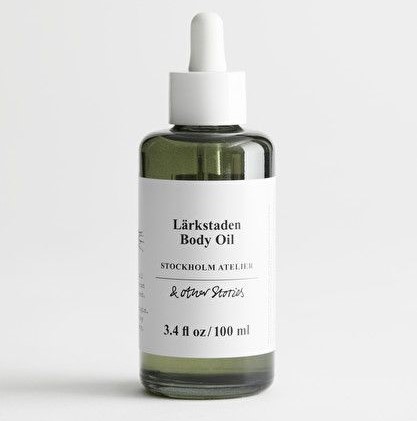 Lärkstaden
Body Oil
STOCKHOLM ATELIER
& other Stories
3.4 fl oz/100 ml